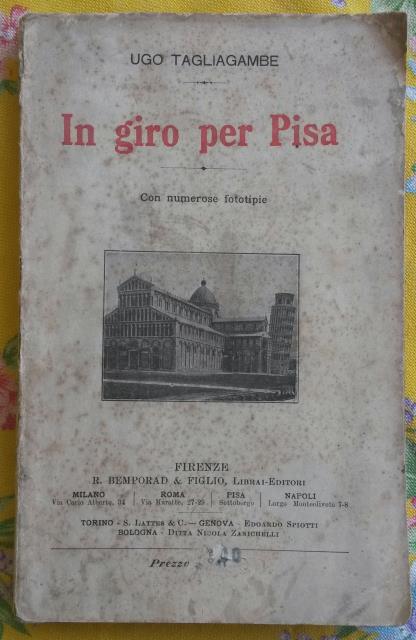 UGO TAGLIAGAMBE
In giro per Pisa
Con numerose fototipie
FIRENZE
R. BEMPORAD & FIGLIO, LIBRAI-EDITORI
MILANO | ROMA | PISA | NAPOLI
Via Carlo Alberto, 34 | Via Muratte, 27-29 | Sottoborgo | Largo Monteoliveto 7-8
TORINO - S. LATTES & C. — GENOVA - EDOARDO SPIOTTI
BOLOGNA - DITTA NICOLA ZANICHELLI
Prezzo